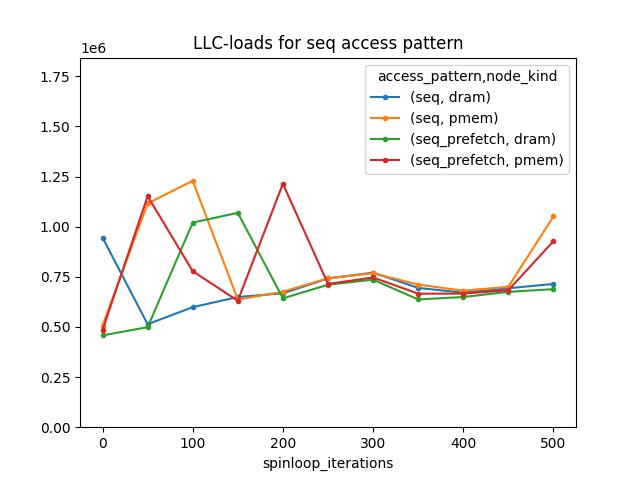 LLC-loads for seq access pattern
1e6
access_pattern,node_kind
(seq, dram)
(seq, pmem)
(seq_prefetch, dram)
(seq_prefetch, pmem)
1.75
1.50
1.25
1.00
0.75
0.50
0.25
0.00
0 100 200 300 400 500
spinloop_iterations